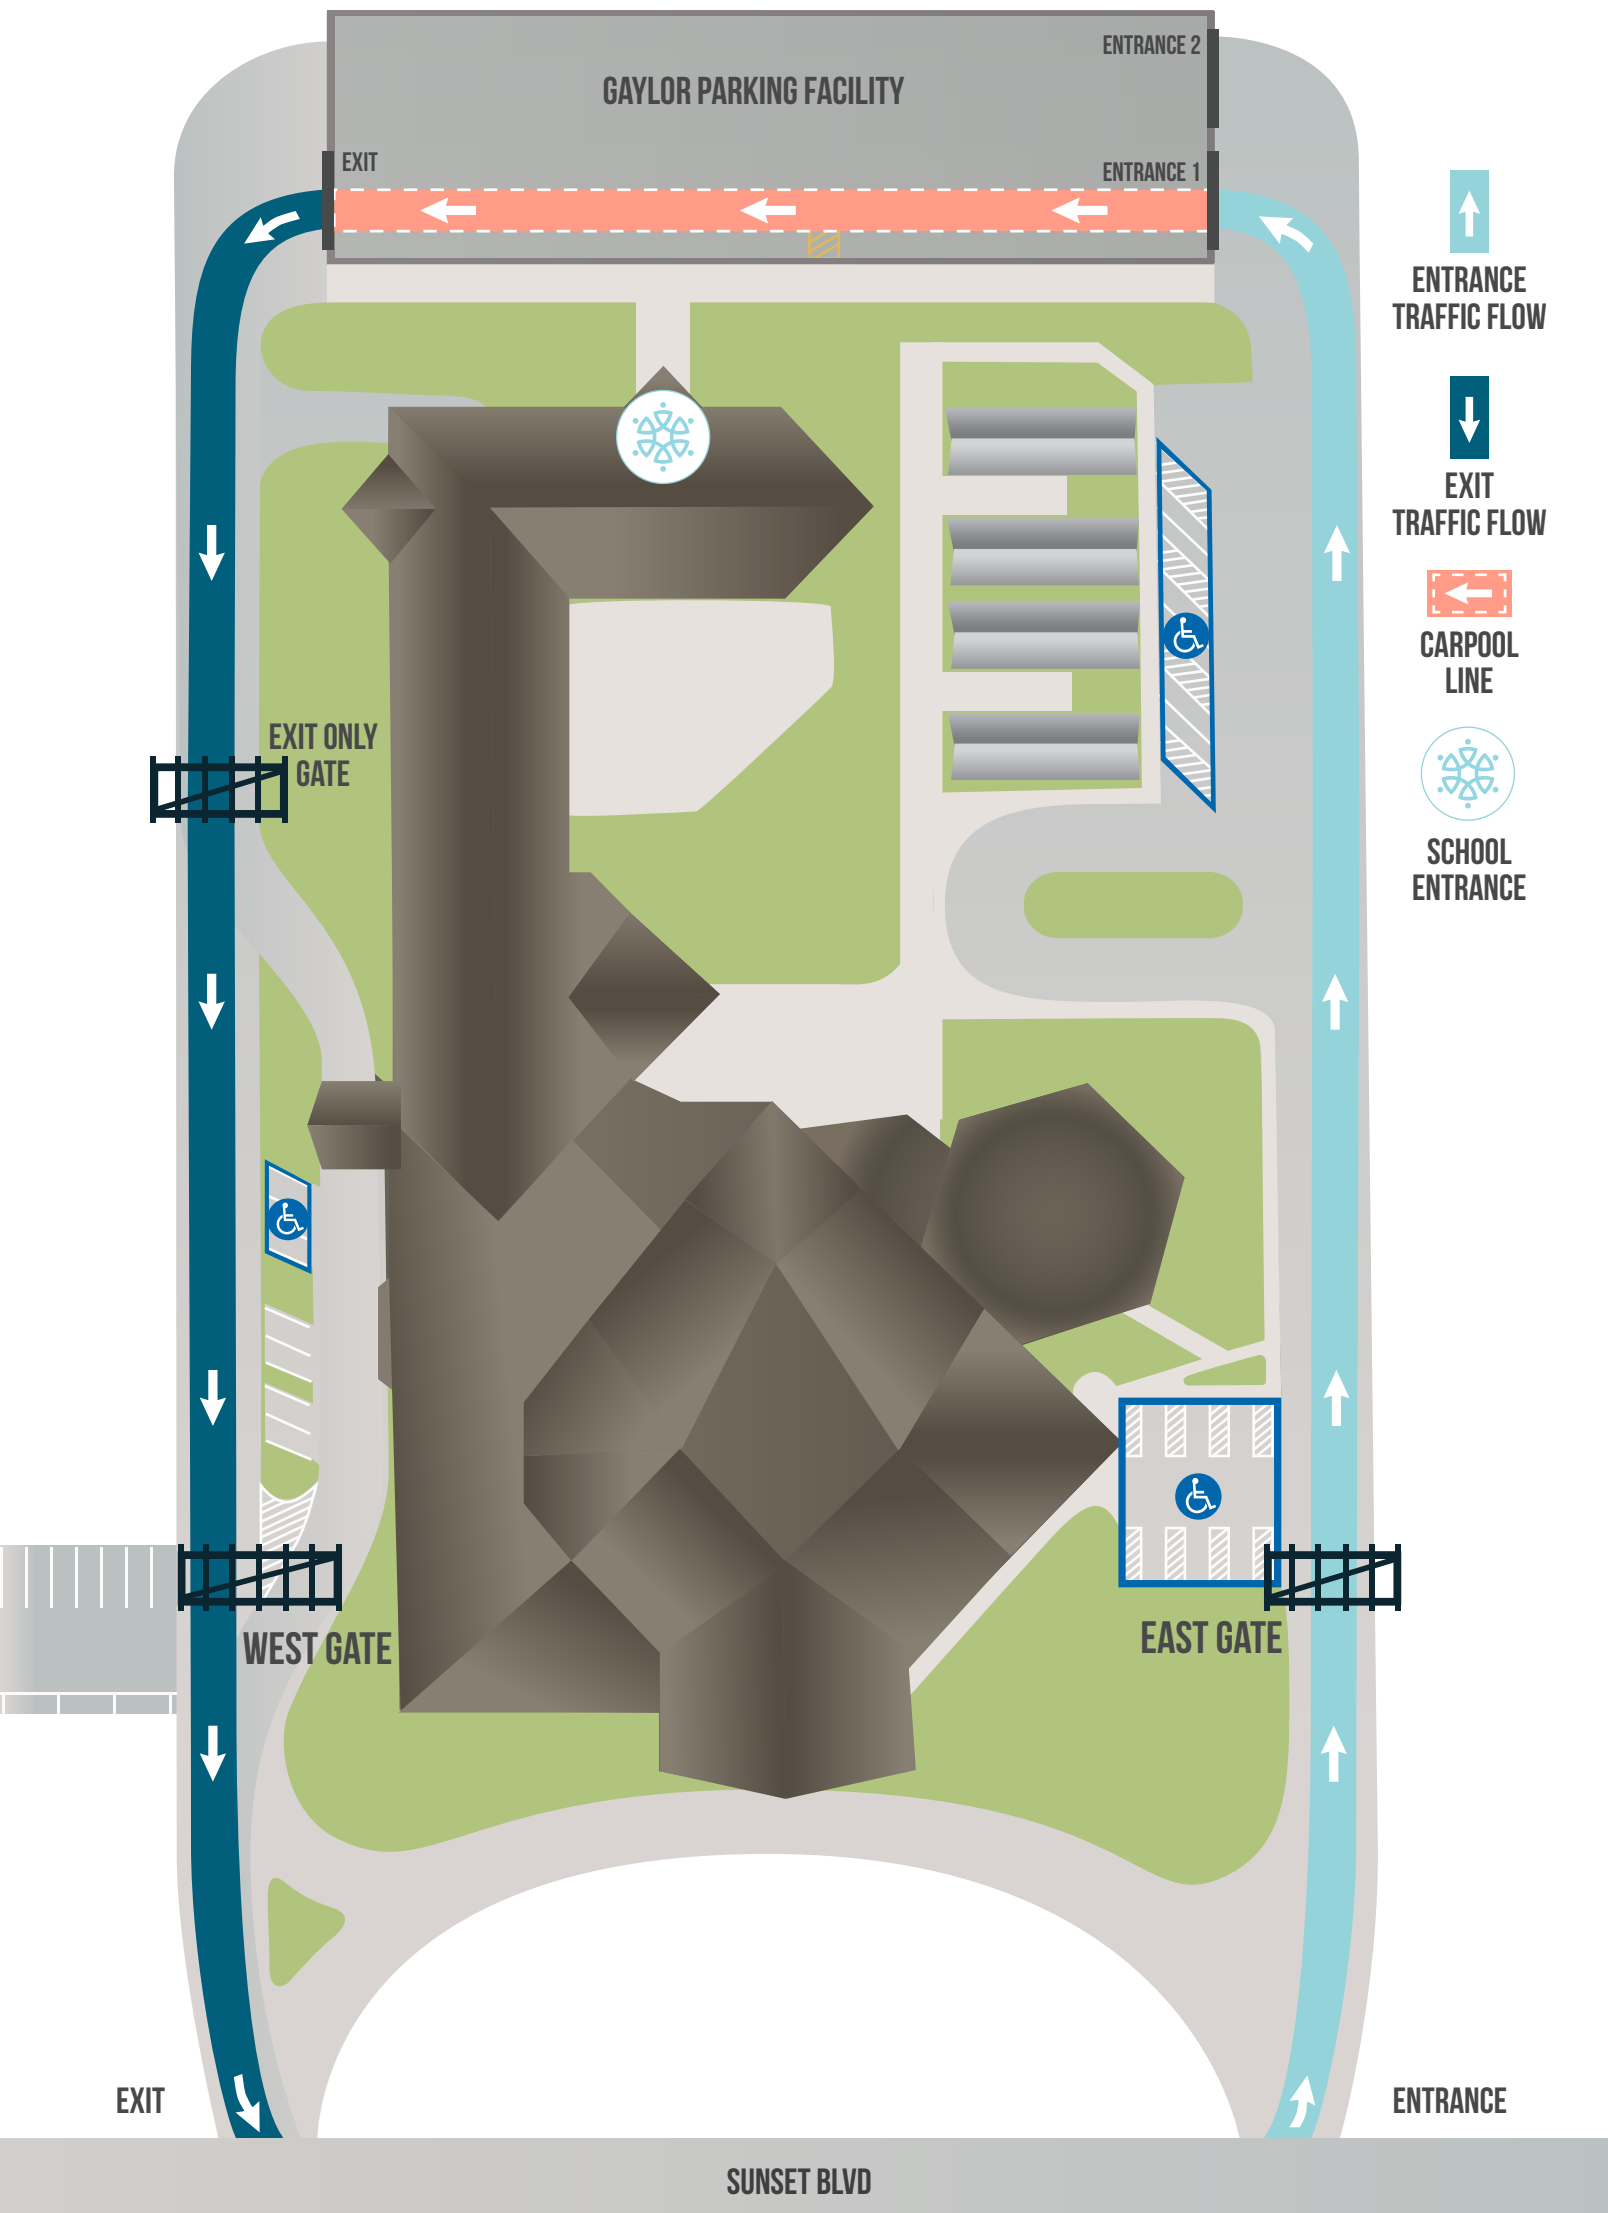 ENTRANCE 2
GAYLOR PARKING FACILITY
EXIT
ENTRANCE 1
ENTRANCE
TRAFFIC FLOW
EXIT
TRAFFIC FLOW
CARPOOL
LINE
SCHOOL
ENTRANCE
EXIT ONLY
GATE
WEST GATE
EAST GATE
EXIT
ENTRANCE
SUNSET BLVD